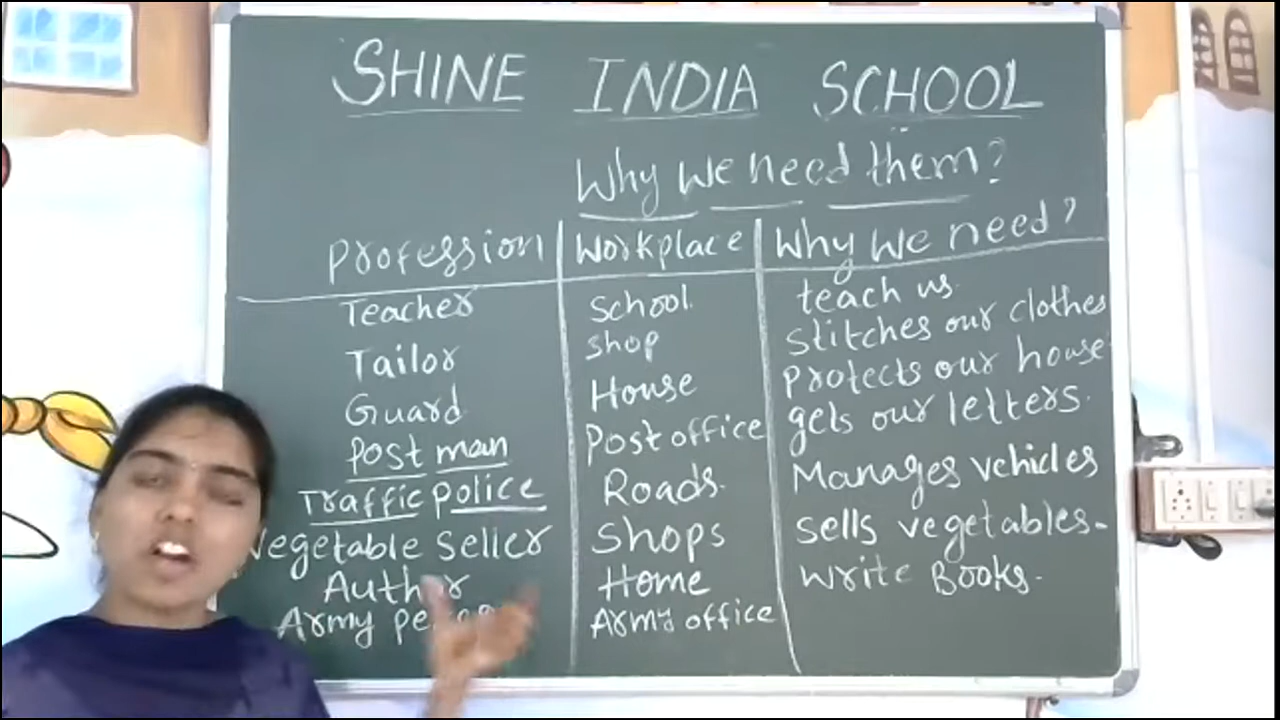 SHINE INDIA SCHOOL
Why we need them?
Profession Workplace Why we need?
Teacher School teach us.
Tailor shop stitches our clothes
Guard House protects our house.
Post man Post office gets our letters.
Traffic police Roads. Manages vehicles
Vegetable seller Shops sells vegetables.
Author Home write Books.
Army Army office